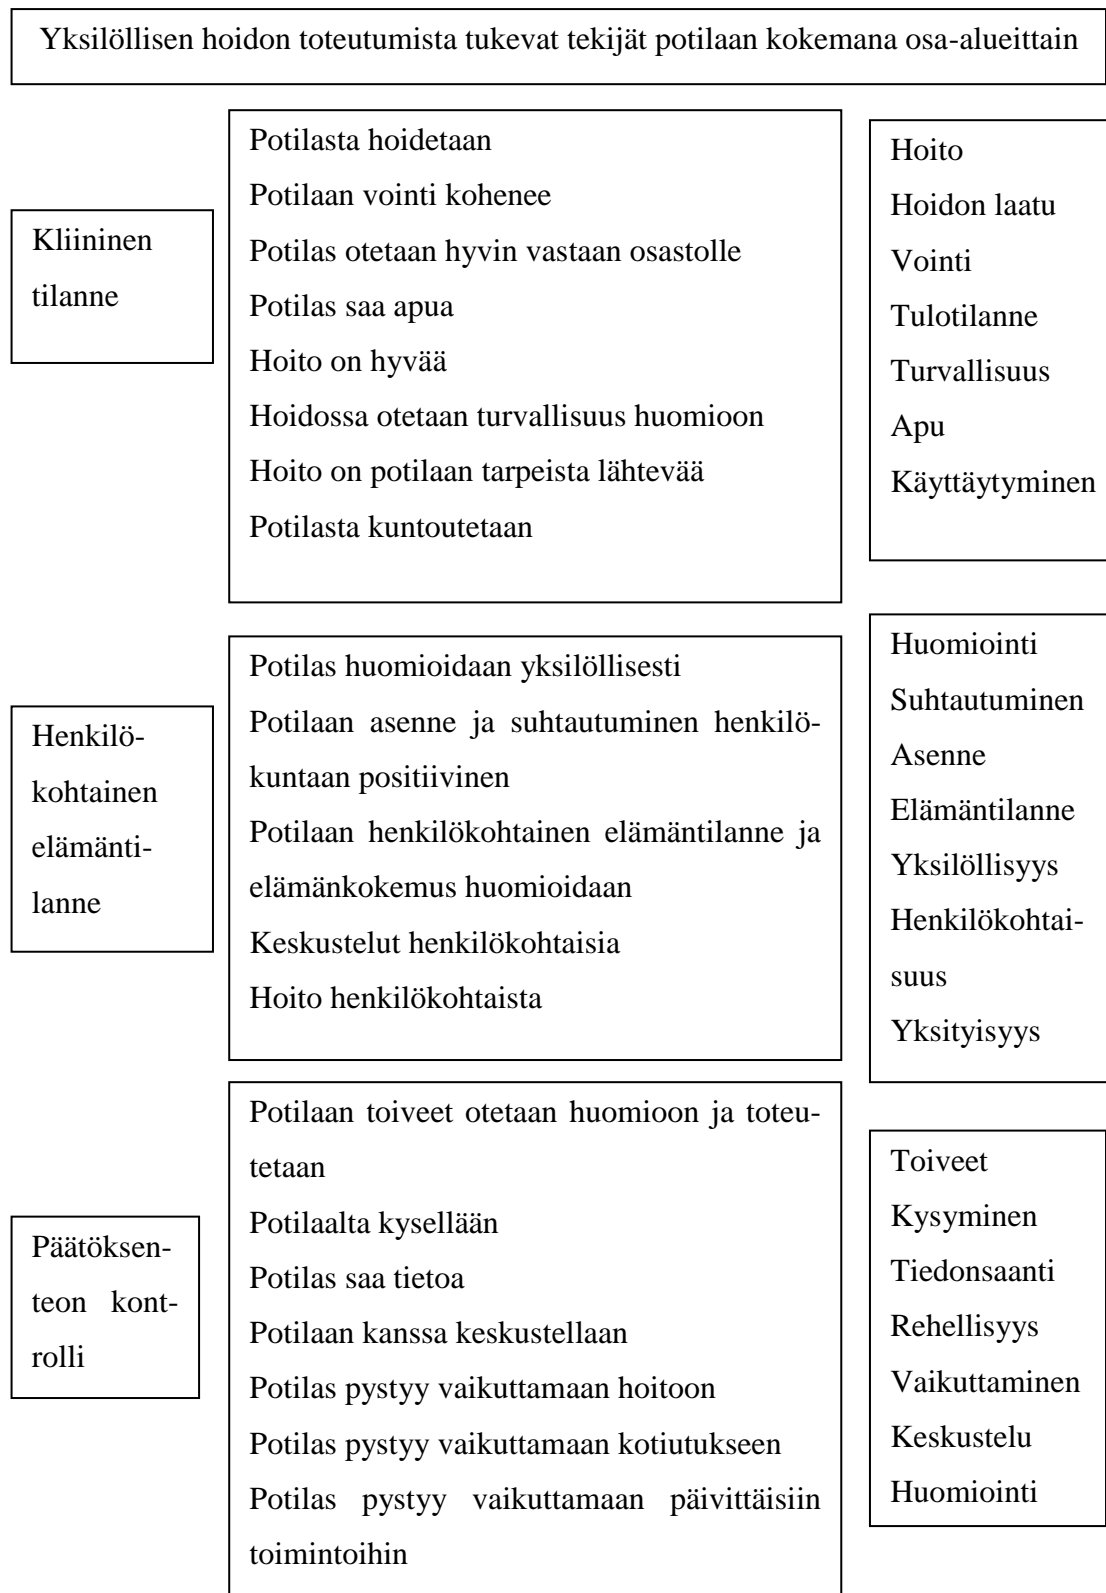 Yksilöllisen hoidon toteutumista tukevat tekijät potilaan kokemana osa-alueittain
Kliininen
tilanne
Potilasta hoidetaan
Potilaan vointi kohenee
Potilas otetaan hyvin vastaan osastolle
Potilas saa apua
Hoito on hyvää
Hoidossa otetaan turvallisuus huomioon
Hoito on potilaan tarpeista lähtevää
Potilasta kuntoutetaan
Hoito
Hoidon laatu
Vointi
Tulotilanne
Turvallisuus
Apu
Käyttäytyminen
Henkilö-
kohtainen
elämänti-
lanne
Potilas huomioidaan yksilöllisesti
Potilaan asenne ja suhtautuminen henkilö-
kuntaan positiivinen
Potilaan henkilökohtainen elämäntilanne ja
elämänkokemus huomioidaan
Keskustelut henkilökohtaisia
Hoito henkilökohtaista
Huomiointi
Suhtautuminen
Asenne
Elämäntilanne
Yksilöllisyys
Henkilökohtai-
suus
Yksityisyys
Päätöksen-
teon kont-
rolli
Potilaan toiveet otetaan huomioon ja toteu-
tetaan
Potilaalta kysellään
Potilas saa tietoa
Potilaan kanssa keskustellaan
Potilas pystyy vaikuttamaan hoitoon
Potilas pystyy vaikuttamaan kotiutukseen
Potilas pystyy vaikuttamaan päivittäisiin
toimintoihin
Toiveet
Kysyminen
Tiedonsaanti
Rehellisyys
Vaikuttaminen
Keskustelu
Huomiointi